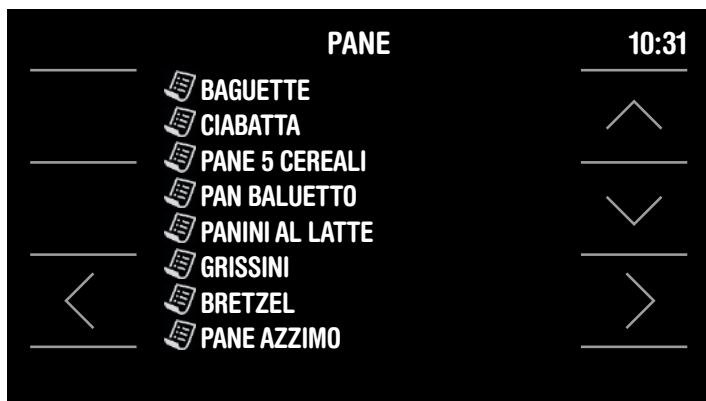 PANE 10:31
BAGUETTE
CIABATTA
PANE 5 CEREALI
PAN BALUETTO
PANINI AL LATTE
GRISSINI
BRETZEL
PANE AZZIMO